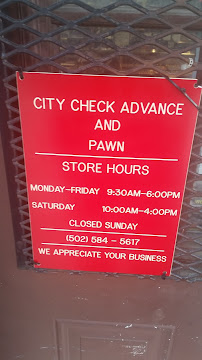 CITY CHECK ADVANCE
AND
PAWN
STORE HOURS
MONDAY-FRIDAY 9:30AM-6:00PM
SATURDAY 10:00AM-4:00PM
CLOSED SUNDAY
(502) 584 - 5617
WE APPRECIATE YOUR BUSINESS